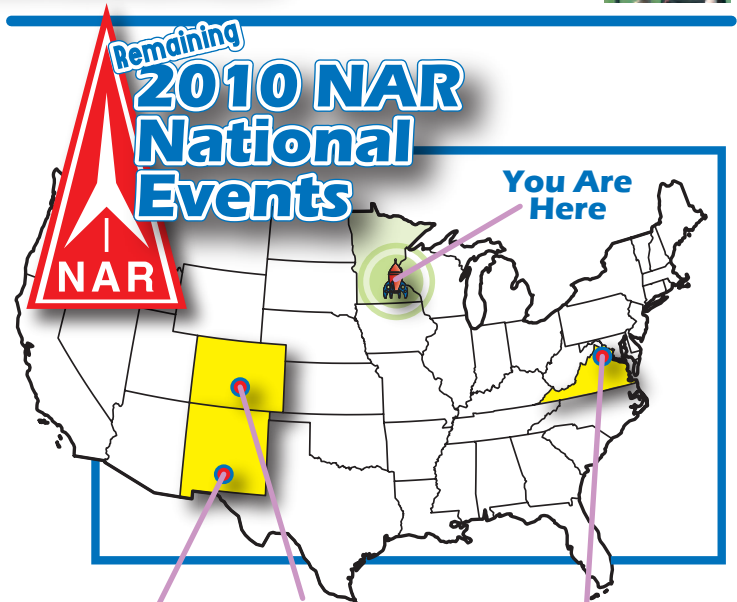 Remaining
2010 NAR
National
Events
You Are
Here
NAR